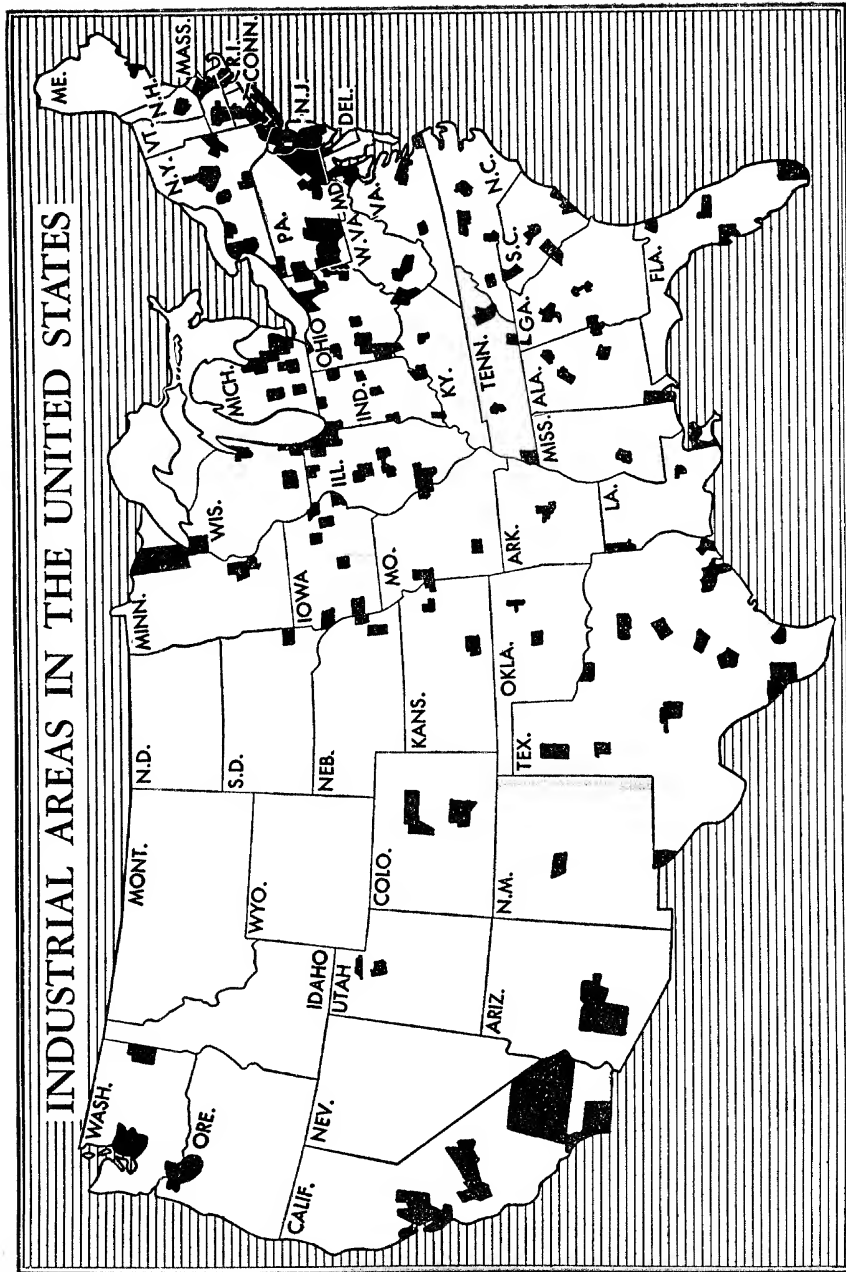 INDUSTRIAL AREAS IN THE UNITED STATES
WASH.
ORE.
CALIF.
NEV.
IDAHO
UTAH
ARIZ.
MONT.
WYO.
COLO.
N.M.
N.D.
S.D.
NEB.
KANS.
OKLA.
TEX.
MINN.
IOWA
MO.
ARK.
LA.
WIS.
ILL.
MICH.
IND.
OHIO
KY.
TENN.
MISS.
ALA.
GA.
FLA.
S.C.
N.C.
VA.
W.VA.
MD.
DEL.
PA.
N.J.
N.Y.
CONN.
R.I.
MASS.
VT.
N.H.
ME.